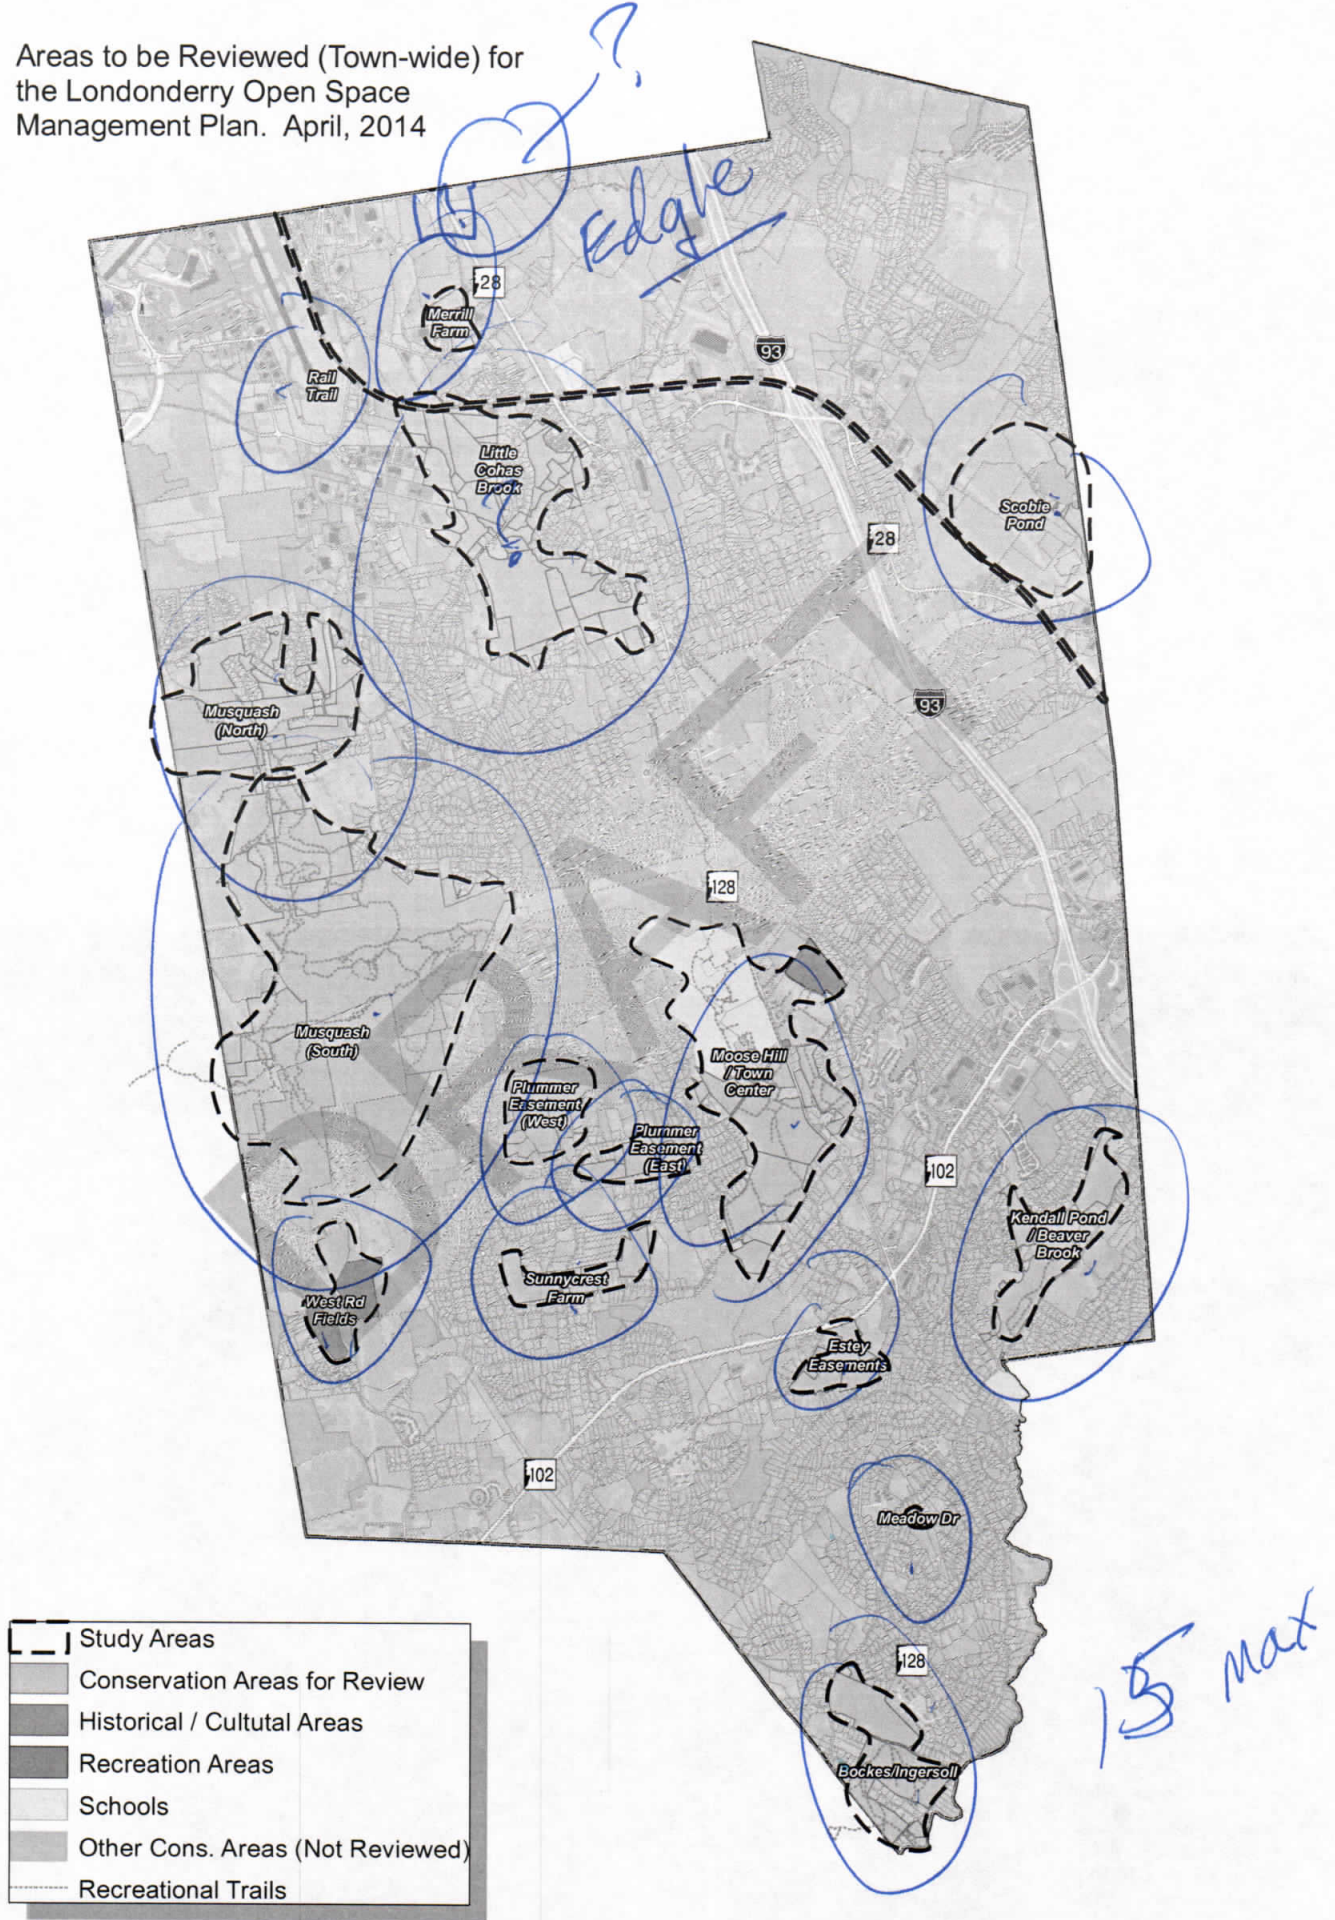 Areas to be Reviewed (Town-wide) for
the Londonderry Open Space
Management Plan. April, 2014
?
28
Merrill
Farm
93
Rail
Trail
Little
Cohas
Brook
Scobie
Pond
28
93
Musquash
(North)
128
DRAFT
Musquash
(South)
Moose Hill
/ Town
Center
Plummer
Easement
(West)
Plummer
Easement
(East)
102
Kendall Pond
/ Beaver
Brook
Sunnycrest
Farm
West Rd
Fields
Estey
Easements
102
Meadow Dr
128
Max
Bockes/Ingersoll
Study Areas
Conservation Areas for Review
Historical / Cultutal Areas
Recreation Areas
Schools
Other Cons. Areas (Not Reviewed)
Recreational Trails